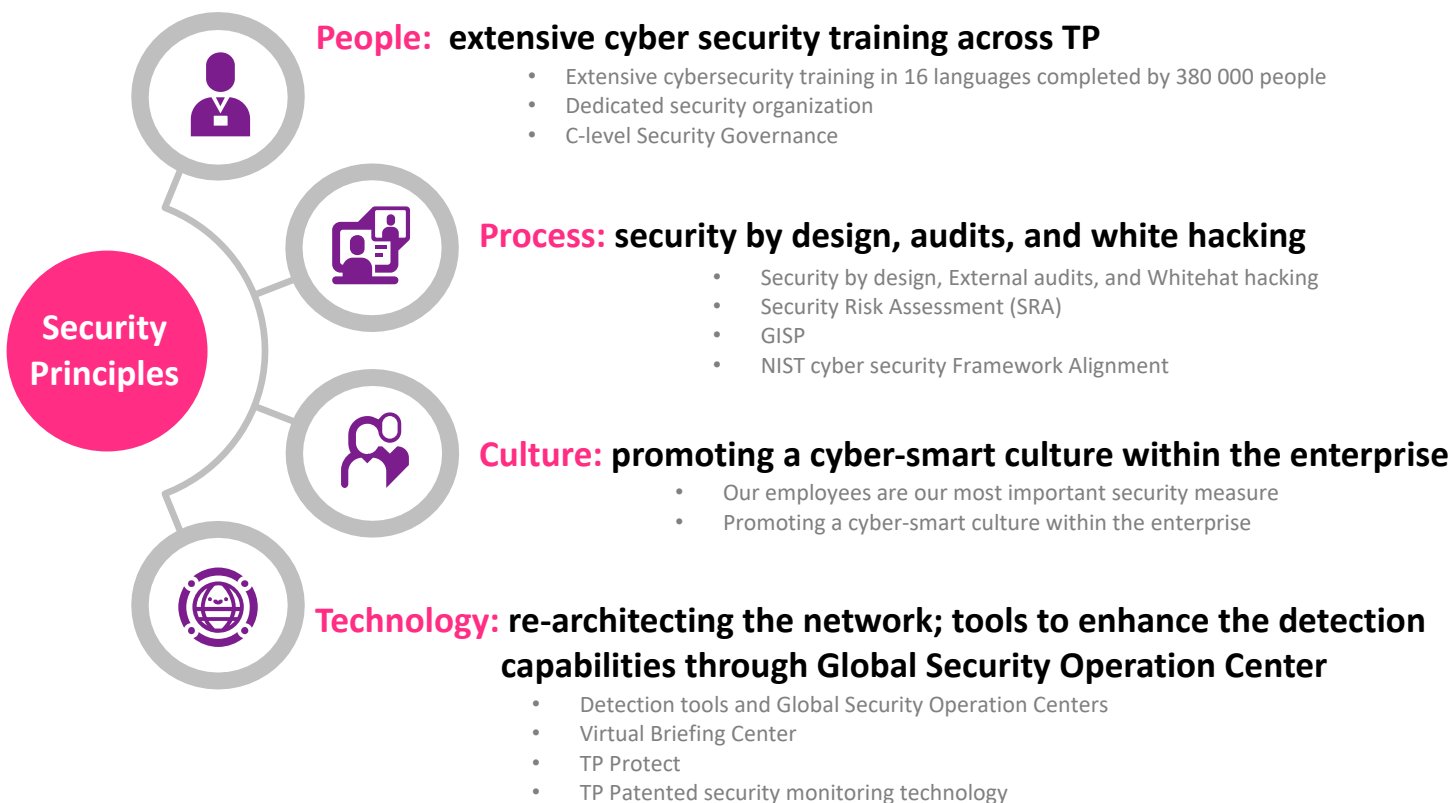 People: extensive cyber security training across TP
• Extensive cybersecurity training in 16 languages completed by 380 000 people
• Dedicated security organization
• C-level Security Governance
Process: security by design, audits, and white hacking
• Security by design, External audits, and Whitehat hacking
• Security Risk Assessment (SRA)
• GISP
• NIST cyber security Framework Alignment
Security
Principles
Culture: promoting a cyber-smart culture within the enterprise
• Our employees are our most important security measure
• Promoting a cyber-smart culture within the enterprise
Technology: re-architecting the network; tools to enhance the detection
capabilities through Global Security Operation Center
• Detection tools and Global Security Operation Centers
• Virtual Briefing Center
• TP Protect
• TP Patented security monitoring technology